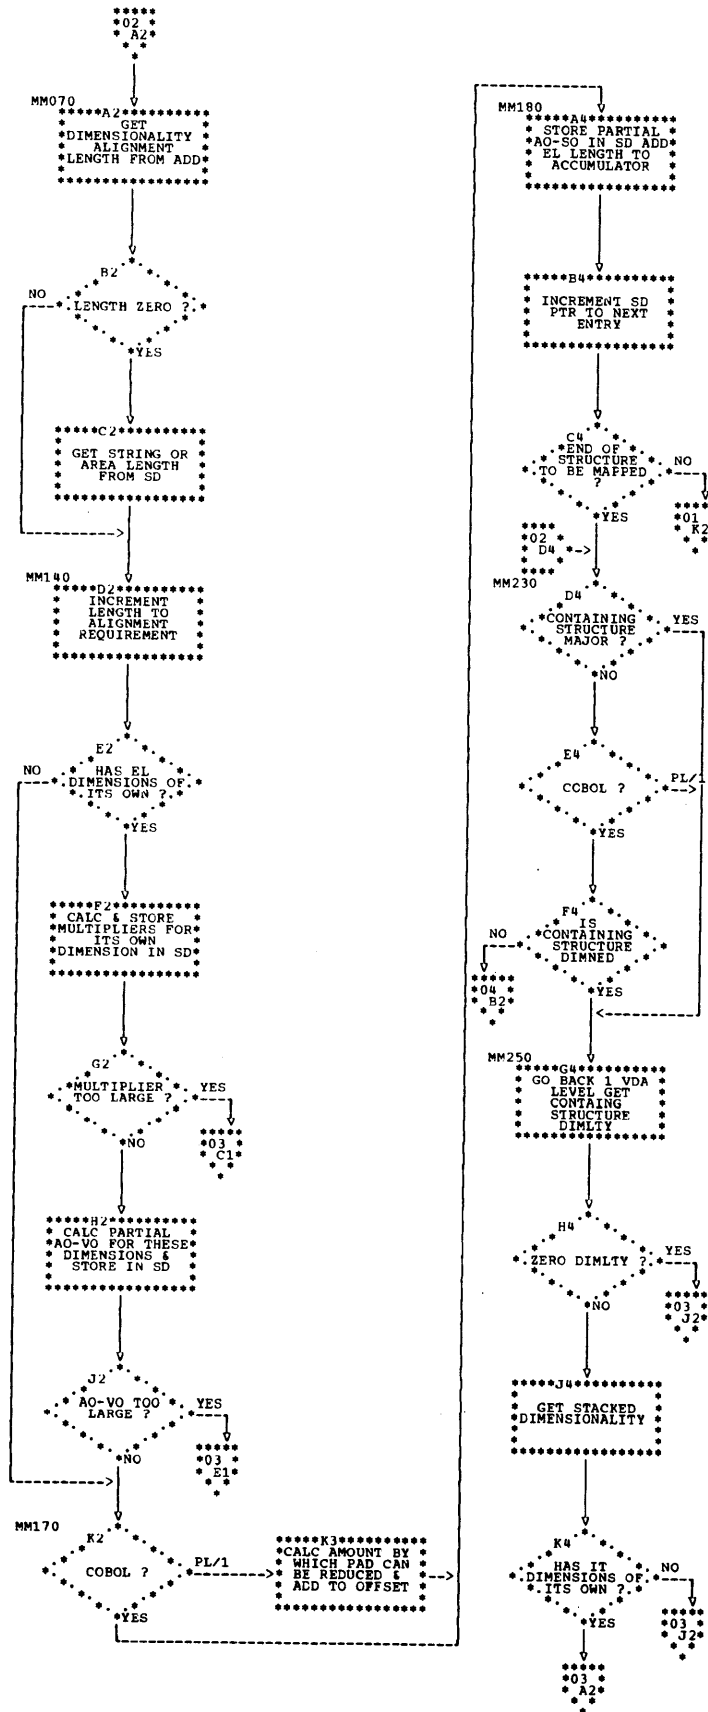 02
A2
MM070
A2
GET
DIMENSIONALITY
ALIGNMENT
LENGTH FROM ADD
B2
NO
LENGTH ZERO ?
YES
C2
GET STRING OR
AREA LENGTH
FROM SD
MM140
D2
INCREMENT
LENGTH TO
ALIGNMENT
REQUIREMENT
E2
NO
HAS EL
DIMENSIONS OF
ITS OWN ?
YES
F2
CALC & STORE
MULTIPLIERS FOR
ITS OWN
DIMENSION IN SD
G2
MULTIPLIER
TOO LARGE ?
YES
03
C1
NO
H2
CALC PARTIAL
AO-VO FOR THESE
DIMENSIONS &
STORE IN SD
J2
AO-VO TOO
LARGE ?
YES
03
E1
NO
MM170
K2
COBOL ?
PL/1
YES
K3
CALC AMOUNT BY
WHICH PAD CAN
BE REDUCED &
ADD TO OFFSET
MM180
A4
STORE PARTIAL
AO-SO IN SD ADD
EL LENGTH TO
ACCUMULATOR
B4
INCREMENT SD
PTR TO NEXT
ENTRY
C4
END OF
STRUCTURE
TO BE MAPPED
?
NO
01
K2
YES
02
D4
MM230
D4
CONTAINING
STRUCTURE
MAJOR ?
YES
NO
E4
COBOL ?
PL/1
YES
F4
IS
CONTAINING
STRUCTURE
DIMNED
NO
04
B2
YES
MM250
G4
GO BACK 1 VDA
LEVEL GET
CONTAING
STRUCTURE
DIMLTY
H4
ZERO DIMLTY ?
YES
03
J2
NO
J4
GET STACKED
DIMENSIONALITY
K4
HAS IT
DIMENSIONS OF
ITS OWN ?
NO
03
J2
YES
03
A2